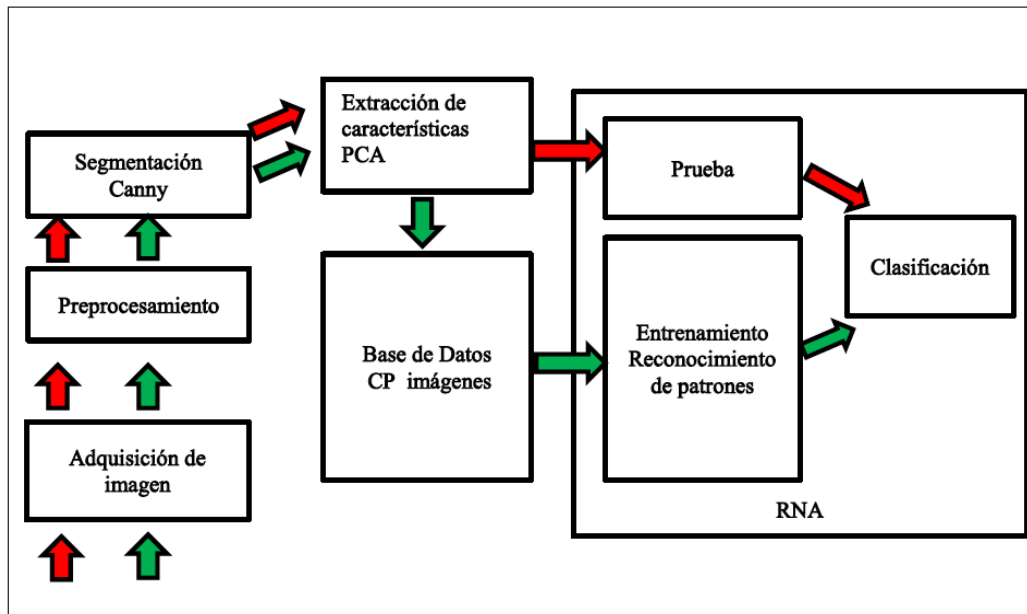 Extracción de
características
PCA
Segmentación
Canny
Prueba
Clasificación
Preprocesamiento
Base de Datos
CP imágenes
Entrenamiento
Reconocimiento
de patrones
Adquisición de
imagen
RNA